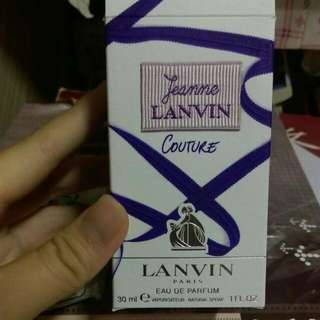 Jeanne
LANVIN
COUTURE
LANVIN
PARIS
EAU DE PARFUM
30 ml e VAPORISATEUR - NATURAL SPRAY 1 FL.OZ